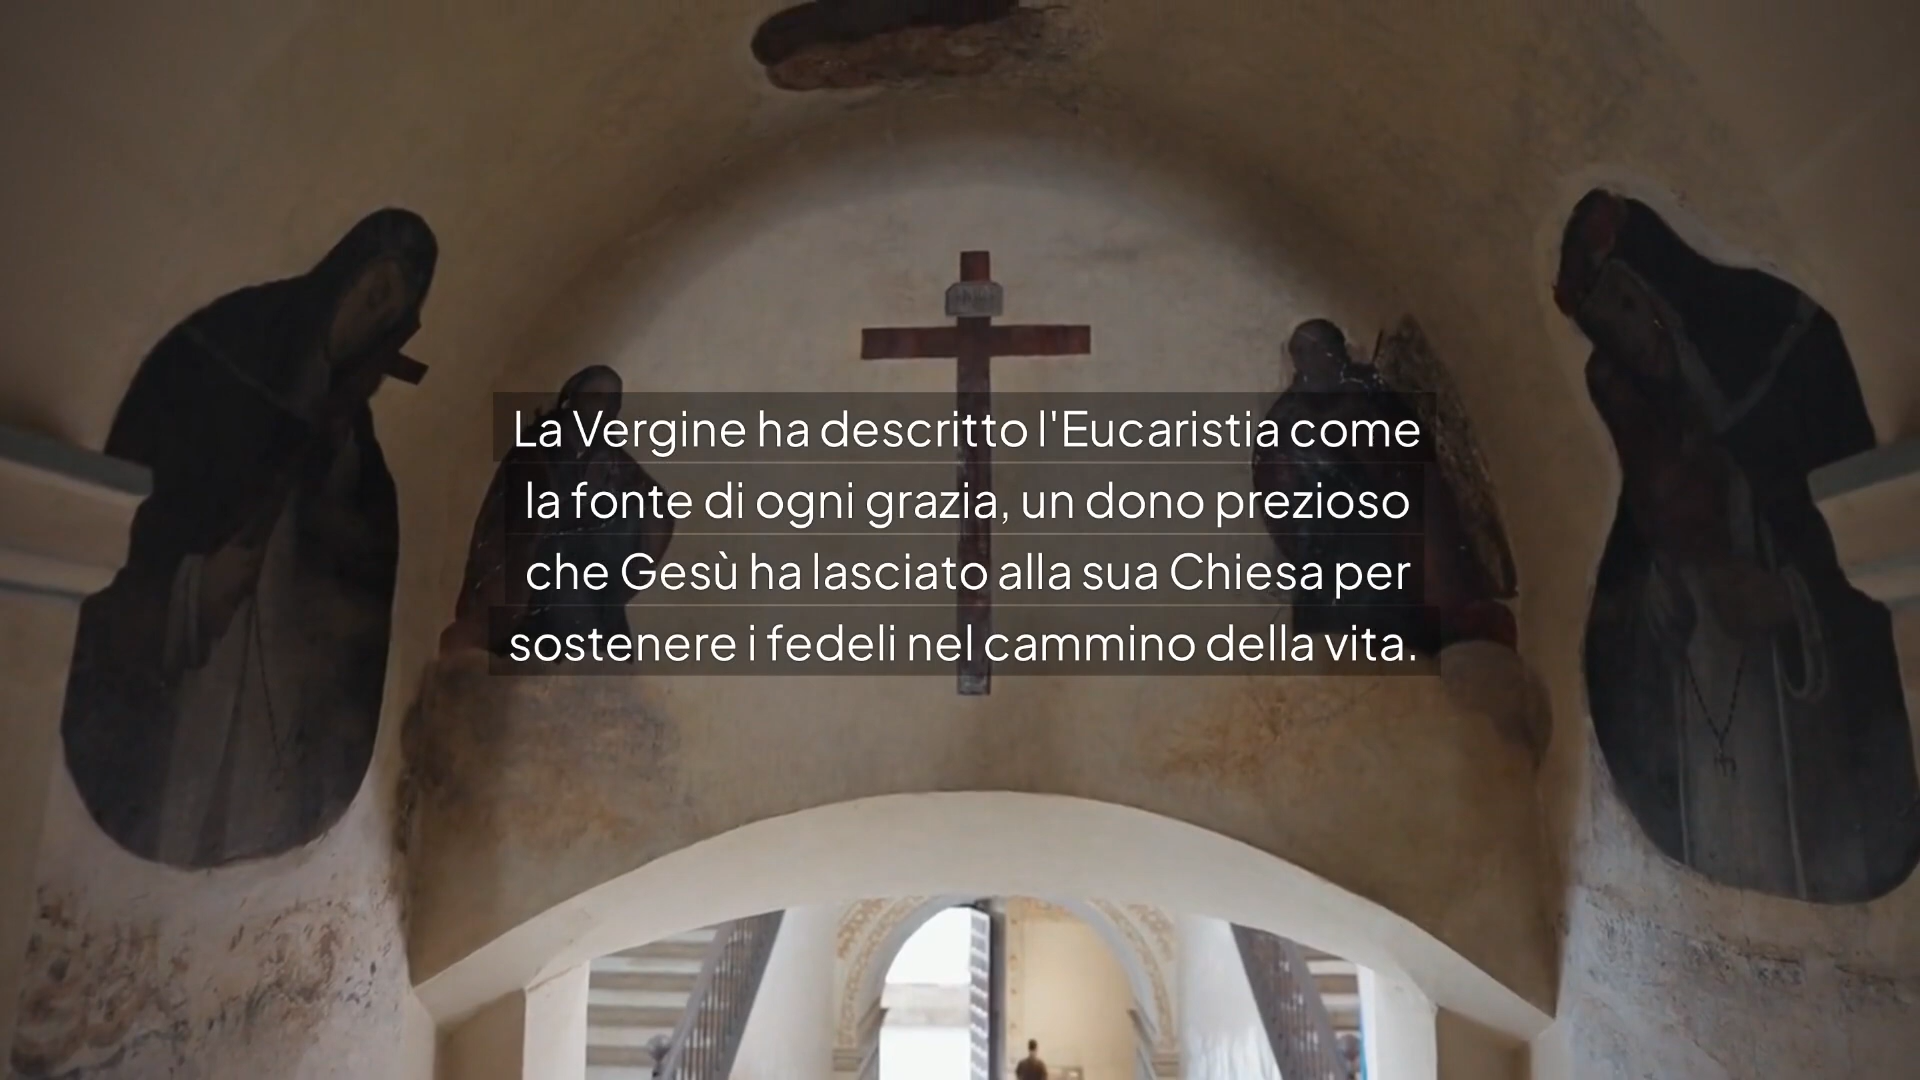 La Vergine ha descritto l'Eucaristia come
la fonte di ogni grazia, un dono prezioso
che Gesù ha lasciato alla sua Chiesa per
sostenere i fedeli nel cammino della vita.